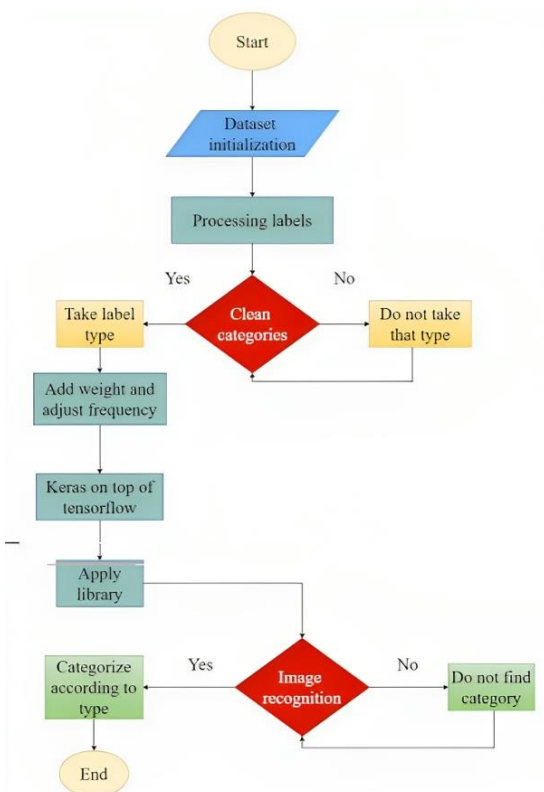 Start
Dataset
initialization
Processing labels
Yes
No
Take label
type
Clean
categories
Do not take
that type
Add weight and
adjust frequency
Keras on top of
tensorflow
Apply
library
Yes
No
Categorize
according to
type
Image
recognition
Do not find
category
End